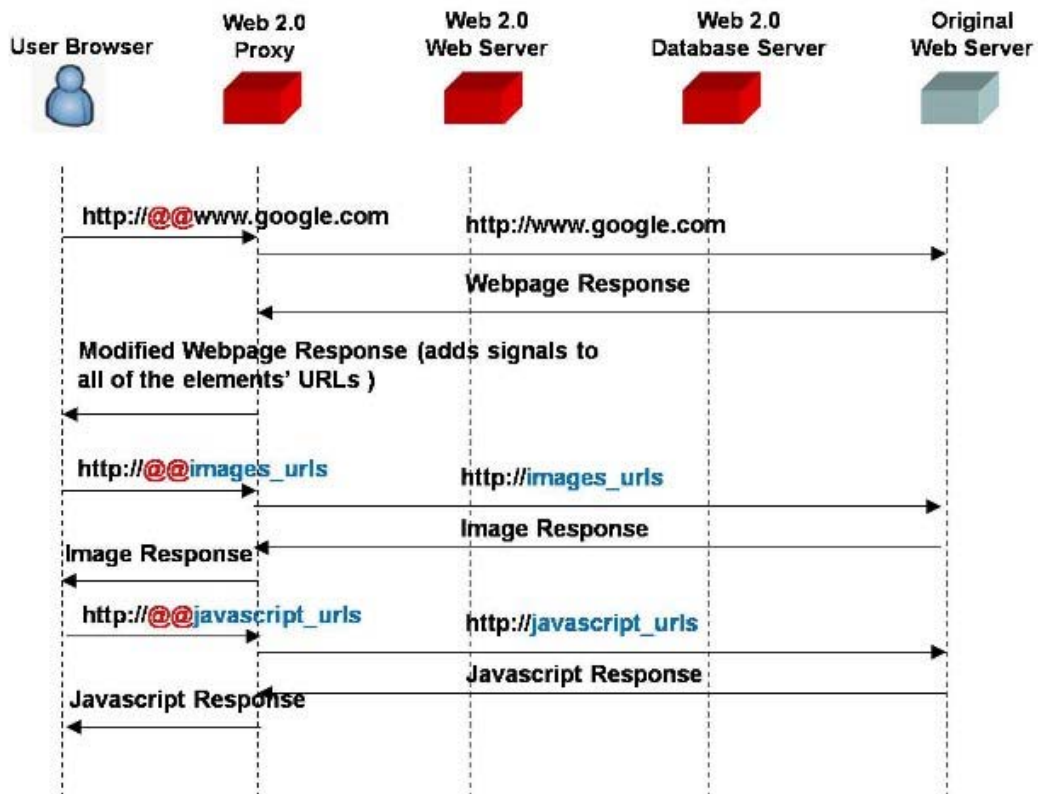 User Browser
Web 2.0
Proxy
Web 2.0
Web Server
Web 2.0
Database Server
Original
Web Server
http://@@www.google.com
http://www.google.com
Webpage Response
Modified Webpage Response (adds signals to
all of the elements' URLs )
http://@@images_urls
http://images_urls
Image Response
Image Response
http://@@javascript_urls
http://javascript_urls
Javascript Response
Javascript Response